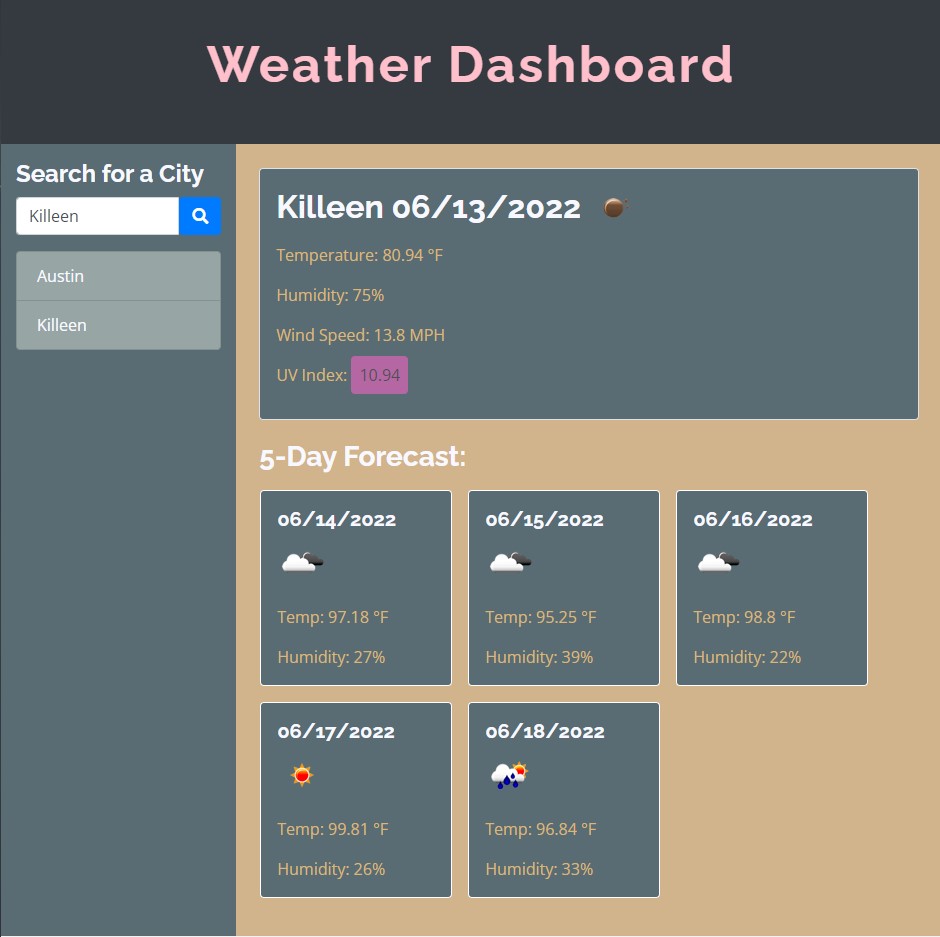 Weather Dashboard
Search for a City
Killeen
Austin
Killeen
Killeen 06/13/2022
Temperature: 80.94 °F
Humidity: 75%
Wind Speed: 13.8 MPH
UV Index: 10.94
5-Day Forecast:
06/14/2022
Temp: 97.18 °F
Humidity: 27%
06/15/2022
Temp: 95.25 °F
Humidity: 39%
06/16/2022
Temp: 98.8 °F
Humidity: 22%
06/17/2022
Temp: 99.81 °F
Humidity: 26%
06/18/2022
Temp: 96.84 °F
Humidity: 33%